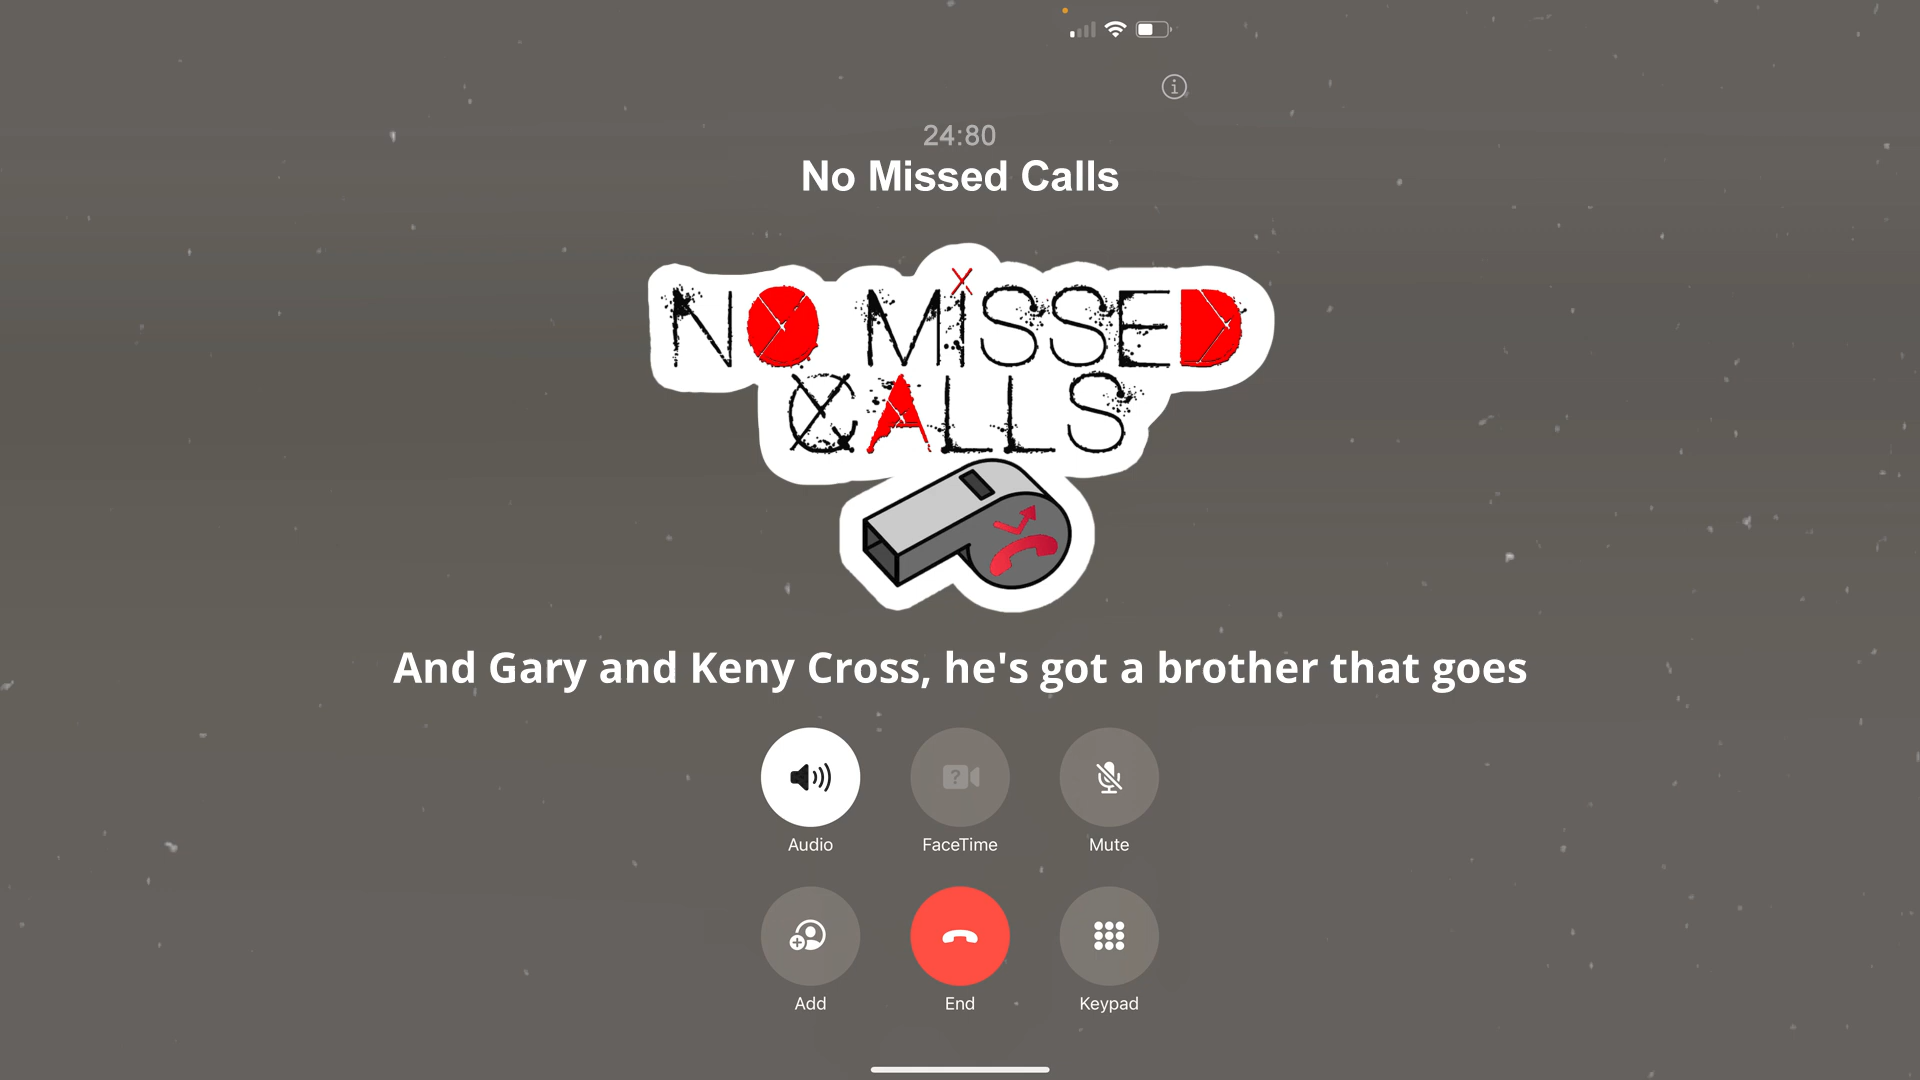 24:80
No Missed Calls
NO MiSSED
CALLS
And Gary and Keny Cross, he's got a brother that goes
Audio
FaceTime
Mute
Add
End
Keypad